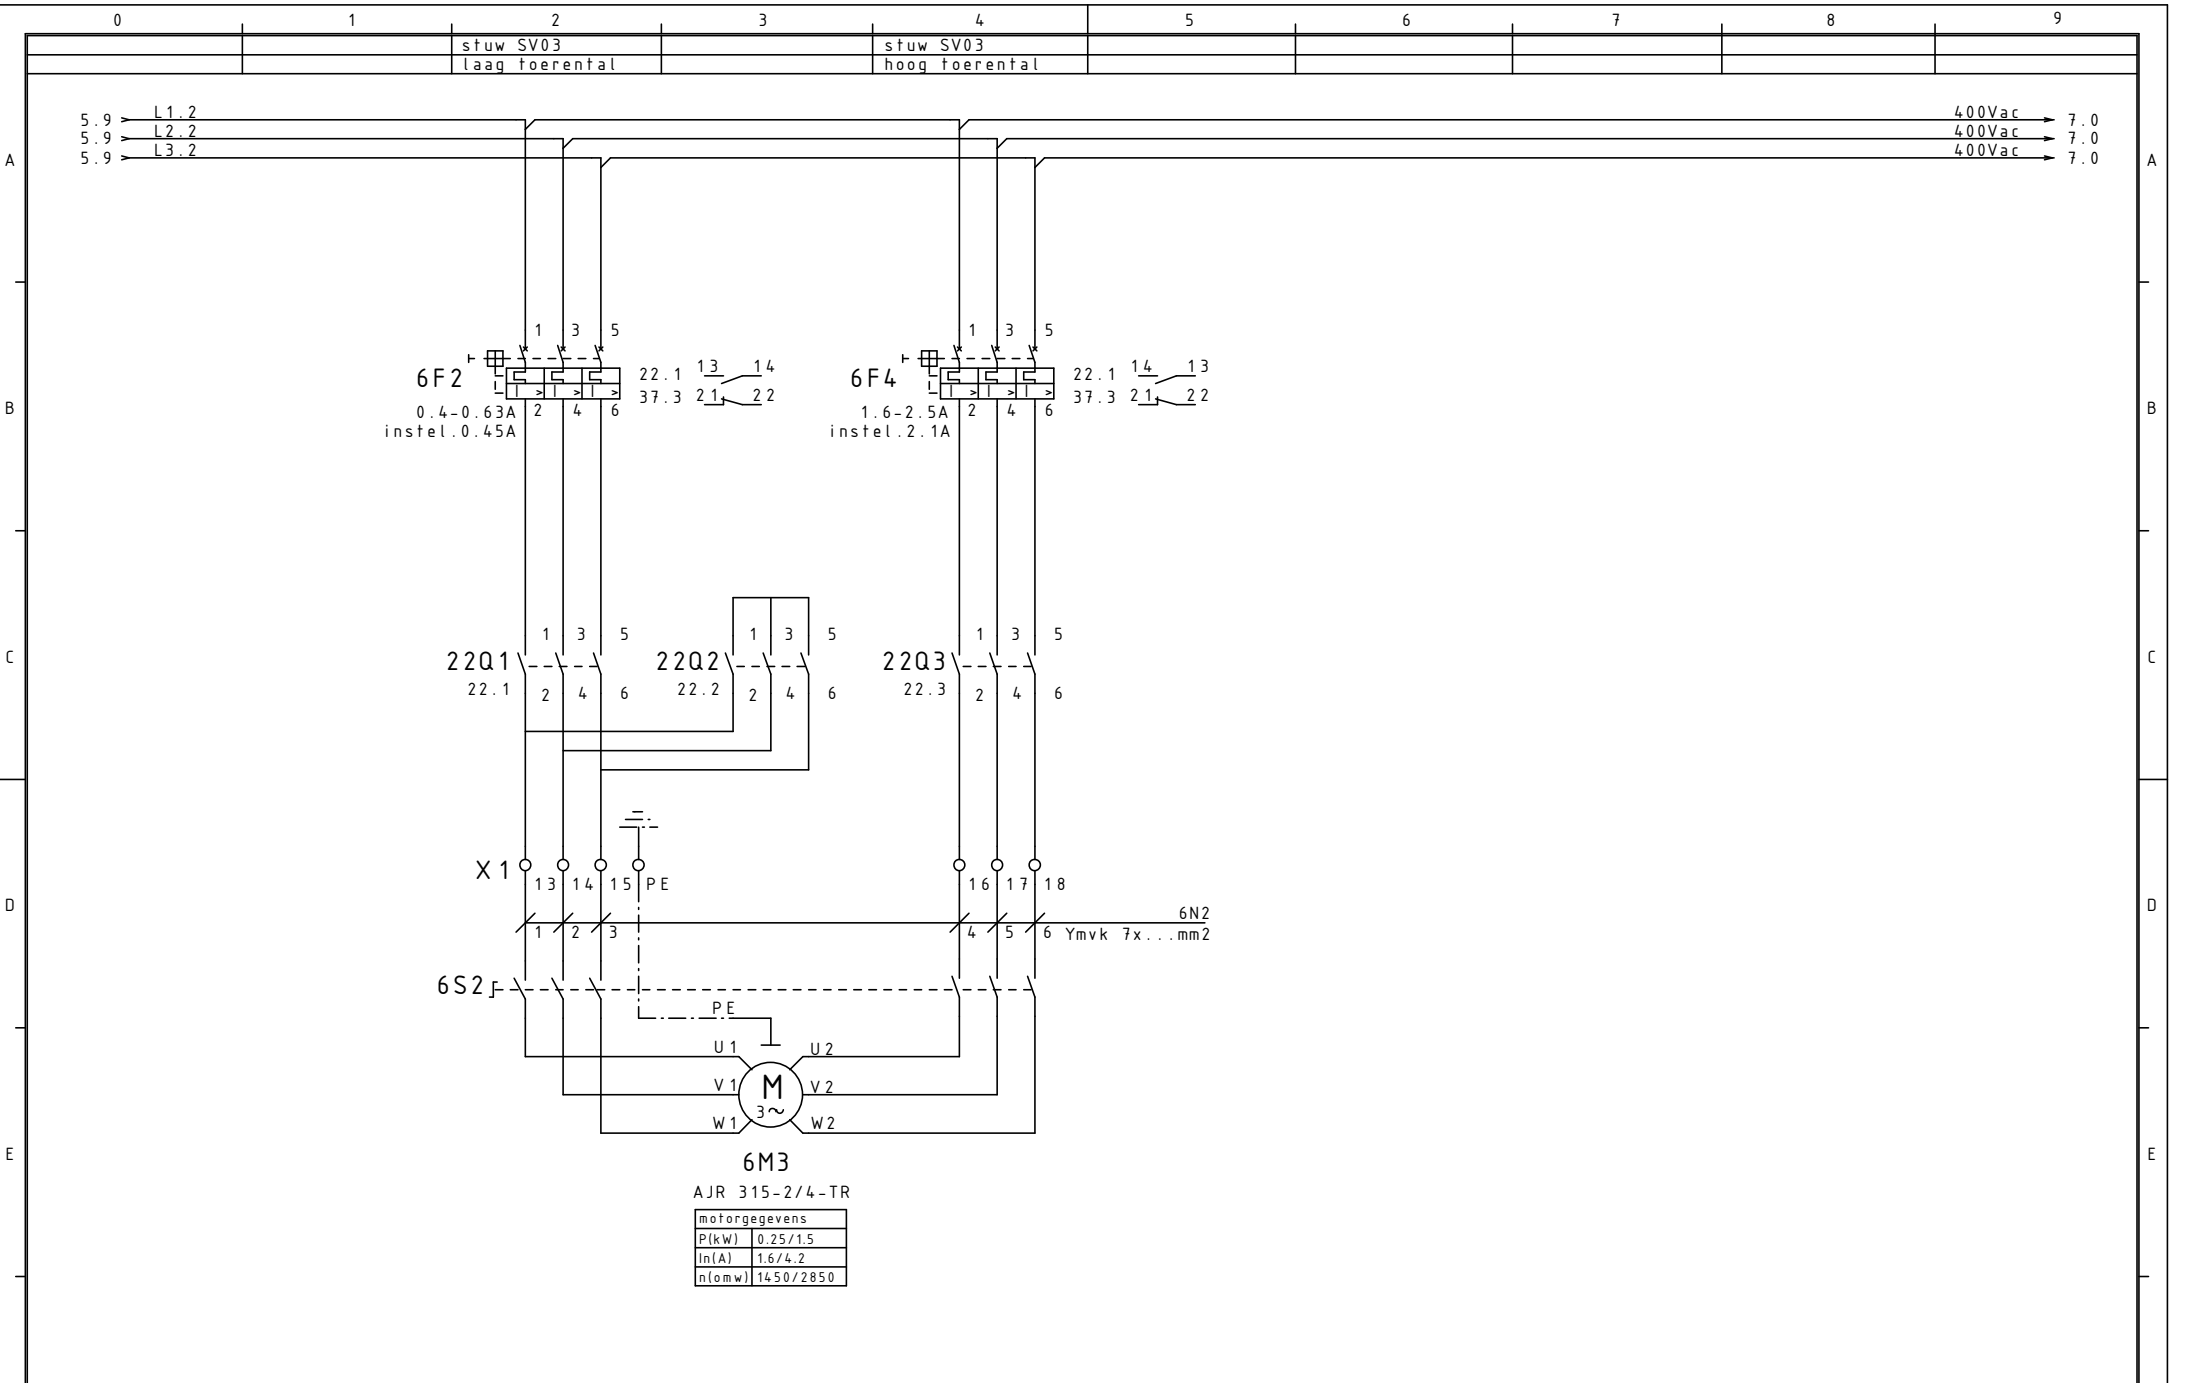 0 1 2 3 4 5 6 7 8 9
stuw SV03 stuw SV03
laag toerental hoog toerental
5.9 L1.2 400Vac 7.0
5.9 L2.2 400Vac 7.0
5.9 L3.2 400Vac 7.0
A A
1 3 5 1 3 5
6F2 22.1 13 14 6F4 22.1 14 13
37.3 21 22 37.3 21 22
B B
0.4-0.63A 2 4 6 1.6-2.5A 2 4 6
instel.0.45A instel.2.1A
1 3 5 1 3 5 1 3 5
C 22Q1 22Q2 22Q3 C
22.1 2 4 6 22.2 2 4 6 22.3 2 4 6
X1
13 14 15 PE 16 17 18
D D
6N2
1 2 3 4 5 6 Ymvk 7x...mm2
6S2
PE
U1 U2
V1 M V2
3~
W1 W2
E E
6M3
AJR 315-2/4-TR
motorgegevens
P(kW) 0.25/1.5
In(A) 1.6/4.2
n(omw) 1450/2850